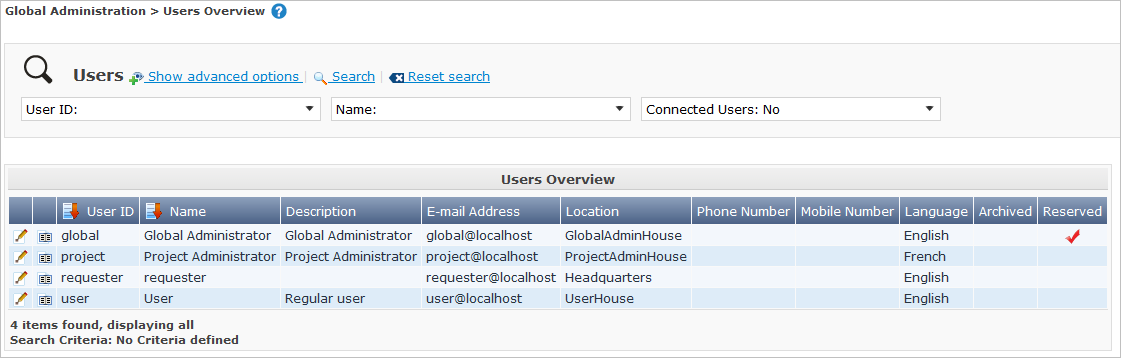 Global Administration > Users Overview ?
Users Show advanced options | Search | Reset search
User ID: Name: Connected Users: No
Users Overview
User ID Name Description E-mail Address Location Phone Number Mobile Number Language Archived Reserved
global Global Administrator Global Administrator global@localhost GlobalAdminHouse English
project Project Administrator Project Administrator project@localhost ProjectAdminHouse French
requester requester requester@localhost Headquarters English
user User Regular user user@localhost UserHouse English
4 items found, displaying all
Search Criteria: No Criteria defined